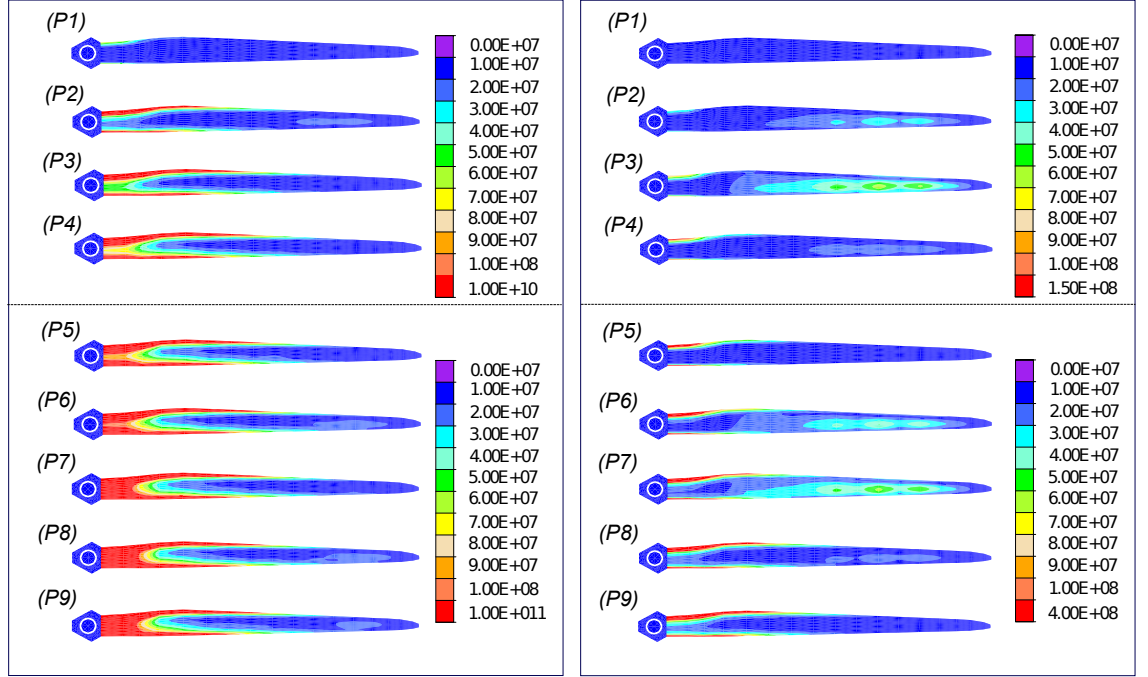 (P1)
(P2)
(P3)
(P4)
0.00E+07
1.00E+07
2.00E+07
3.00E+07
4.00E+07
5.00E+07
6.00E+07
7.00E+07
8.00E+07
9.00E+07
1.00E+08
1.00E+10
(P5)
(P6)
(P7)
(P8)
(P9)
0.00E+07
1.00E+07
2.00E+07
3.00E+07
4.00E+07
5.00E+07
6.00E+07
7.00E+07
8.00E+07
9.00E+07
1.00E+08
1.00E+011
(P1)
(P2)
(P3)
(P4)
0.00E+07
1.00E+07
2.00E+07
3.00E+07
4.00E+07
5.00E+07
6.00E+07
7.00E+07
8.00E+07
9.00E+07
1.00E+08
1.50E+08
(P5)
(P6)
(P7)
(P8)
(P9)
0.00E+07
1.00E+07
2.00E+07
3.00E+07
4.00E+07
5.00E+07
6.00E+07
7.00E+07
8.00E+07
9.00E+07
1.00E+08
4.00E+08